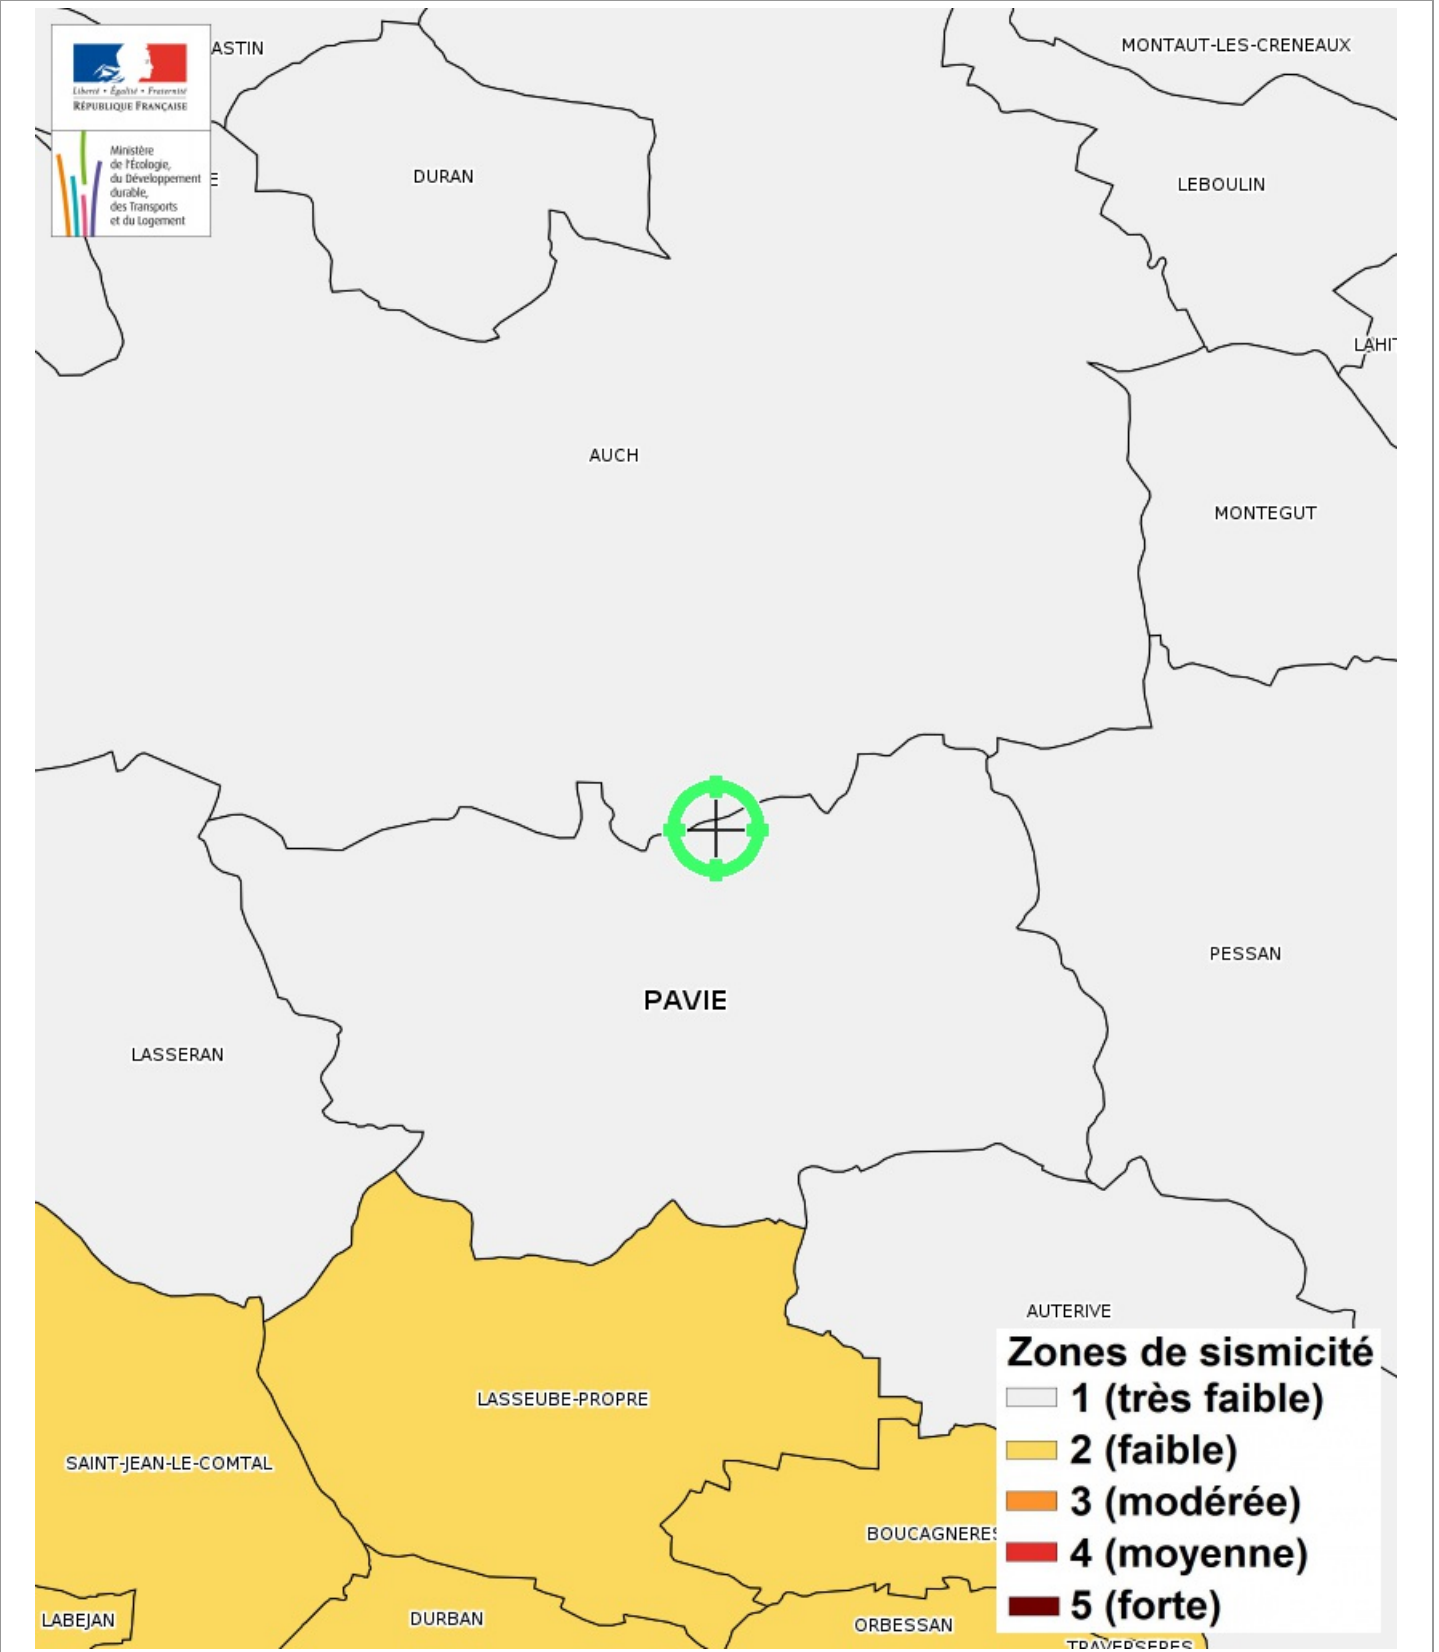 ASTIN
MONTAUT-LES-CRENEAUX
Liberté • Égalité • Fraternité
RÉPUBLIQUE FRANÇAISE
Ministère
de l'Écologie,
du Développement
durable,
des Transports
et du Logement
E
DURAN
LEBOULIN
LAHIT
AUCH
MONTEGUT
PESSAN
PAVIE
LASSERAN
AUTERIVE
LASSEUBE-PROPRE
SAINT-JEAN-LE-COMTAL
BOUCAGNERES
LABEJAN
DURBAN
ORBESSAN
TRAVERSERES
Zones de sismicité
1 (très faible)
2 (faible)
3 (modérée)
4 (moyenne)
5 (forte)